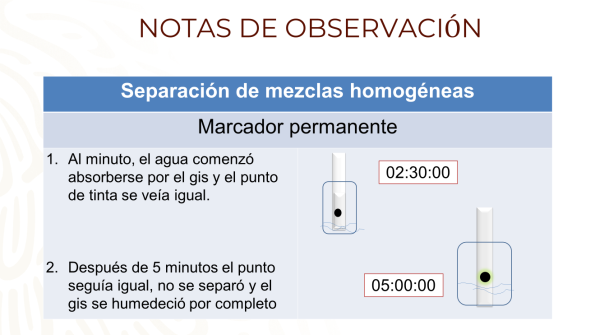 NOTAS DE OBSERVACIÓN
Separación de mezclas homogéneas
Marcador permanente
1. Al minuto, el agua comenzó
absorberse por el gis y el punto
de tinta se veía igual.
02:30:00
2. Después de 5 minutos el punto
seguía igual, no se separó y el
gis se humedeció por completo
05:00:00